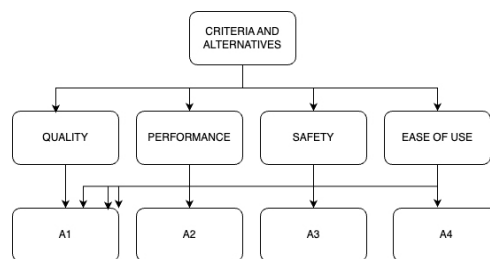 CRITERIA AND
ALTERNATIVES
QUALITY
PERFORMANCE
SAFETY
EASE OF USE
A1
A2
A3
A4